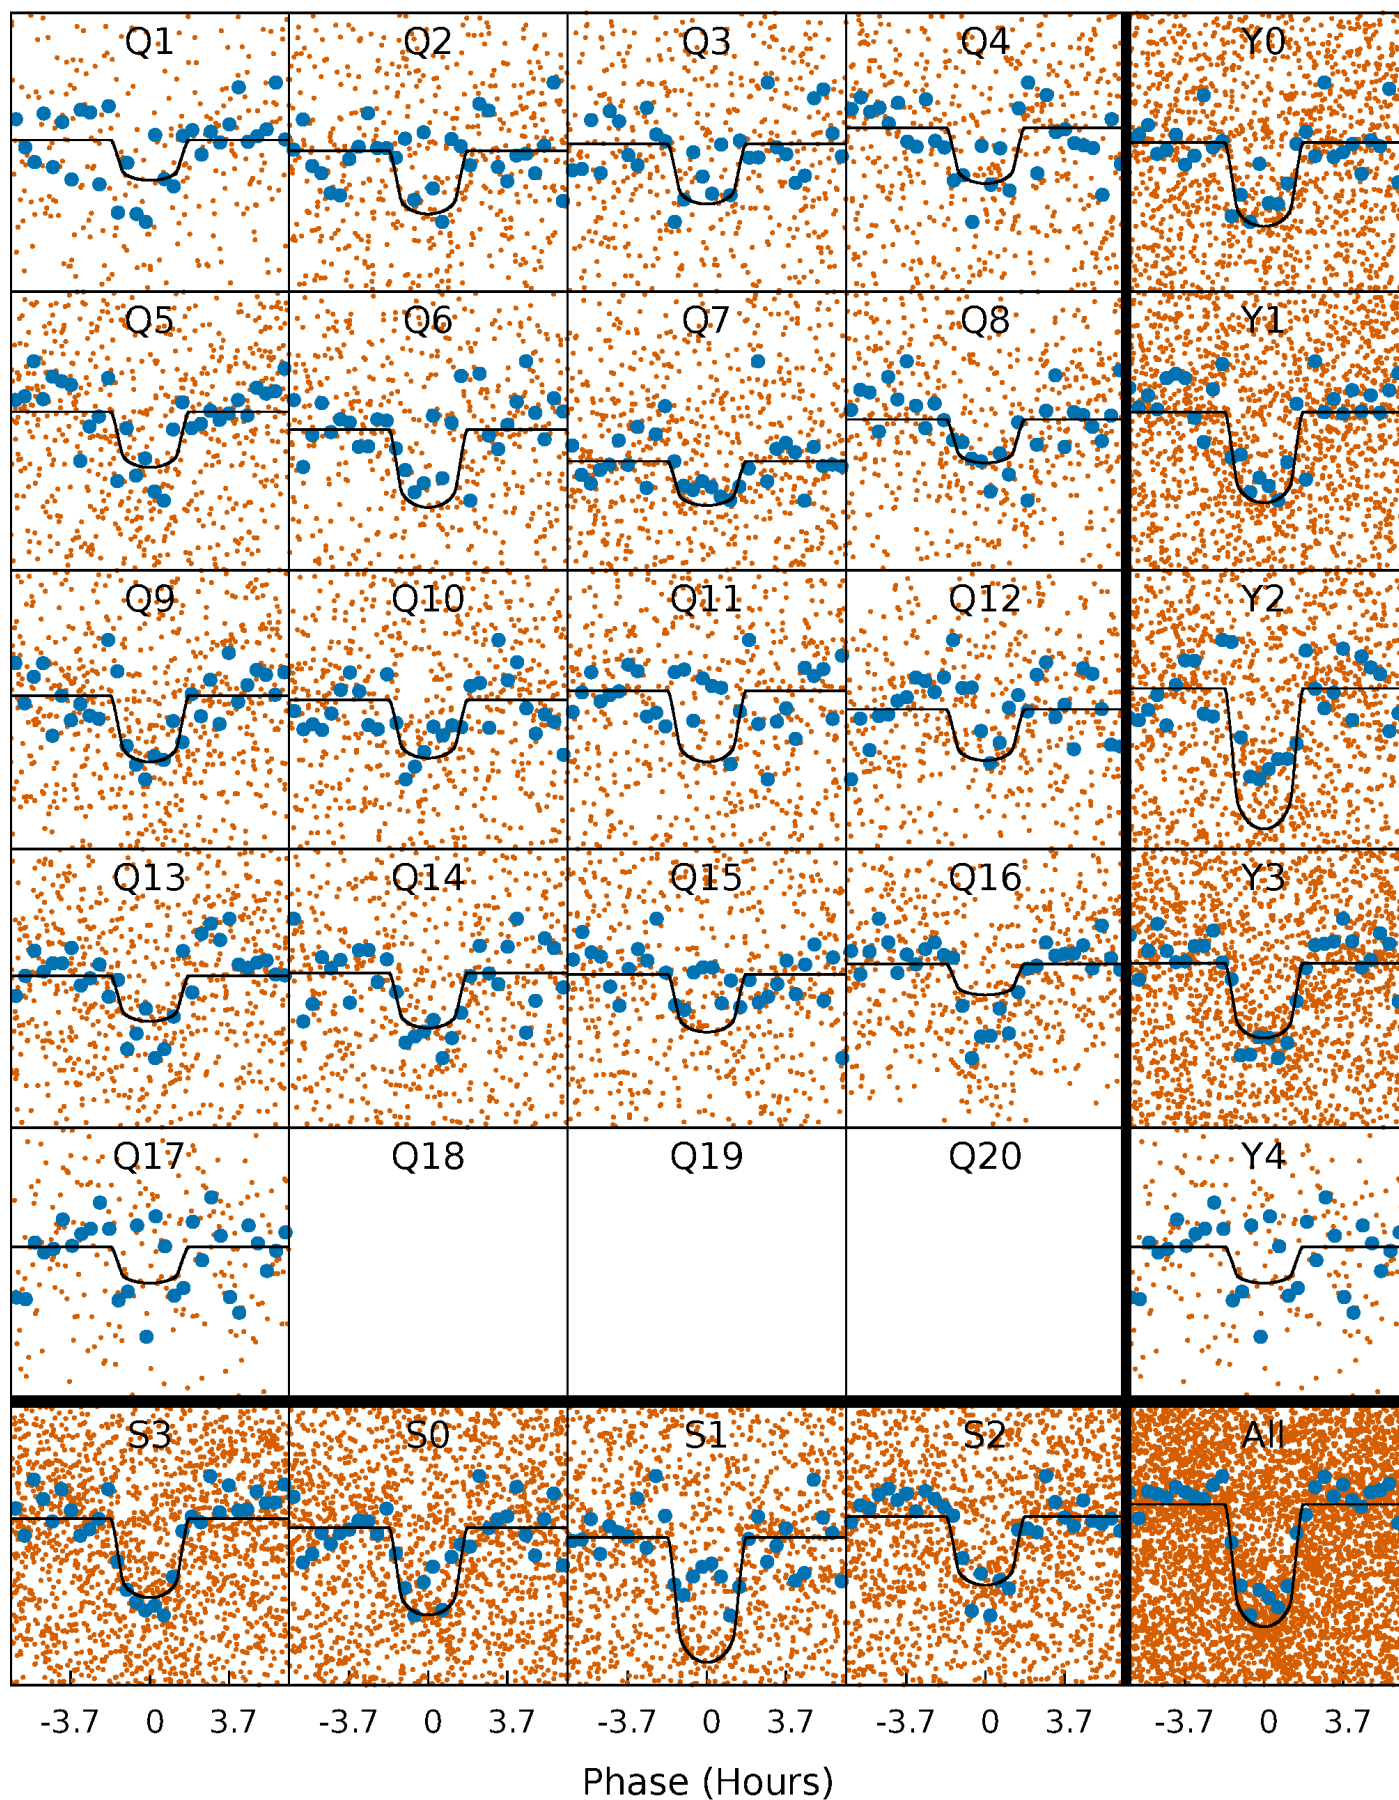 Q1 Q2 Q3 Q4 Y0
Q5 Q6 Q7 Q8 Y1
Q9 Q10 Q11 Q12 Y2
Q13 Q14 Q15 Q16 Y3
Q17 Q18 Q19 Q20 Y4
S3 S0 S1 S2 All
-3.7 0 3.7 -3.7 0 3.7 -3.7 0 3.7 -3.7 0 3.7 -3.7 0 3.7
Phase (Hours)